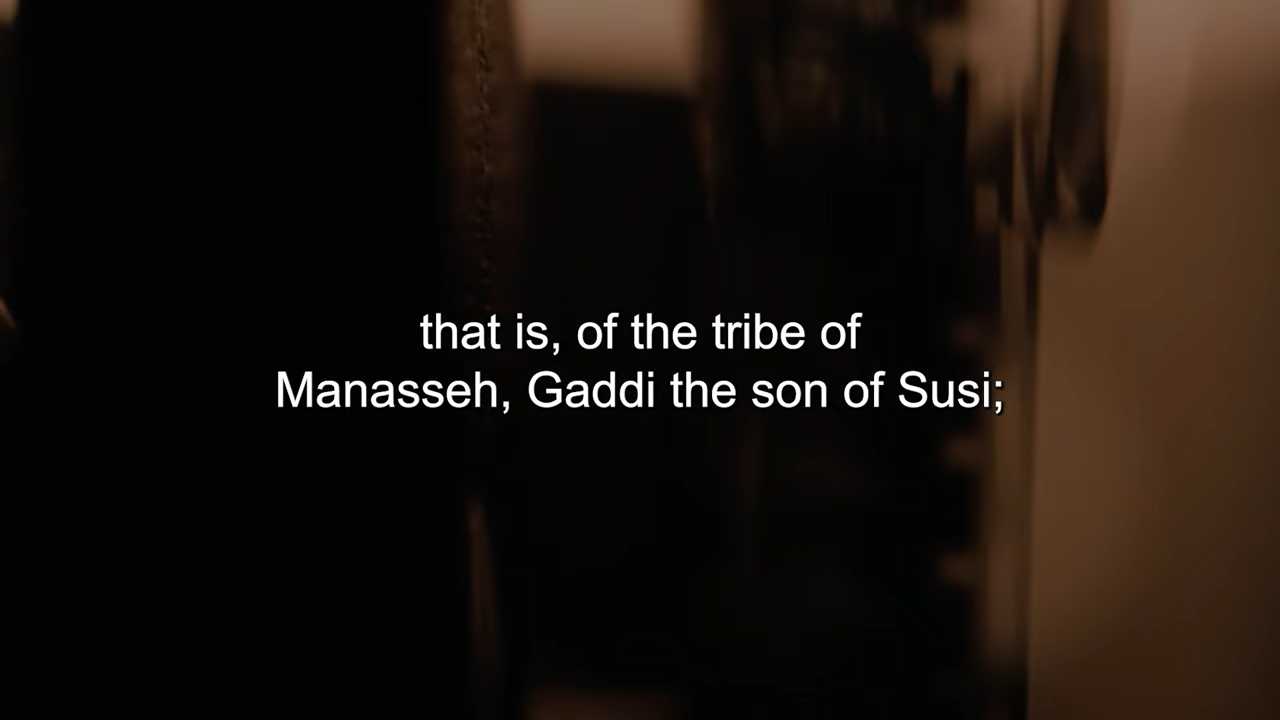 that is, of the tribe of
Manasseh, Gaddi the son of Susi;